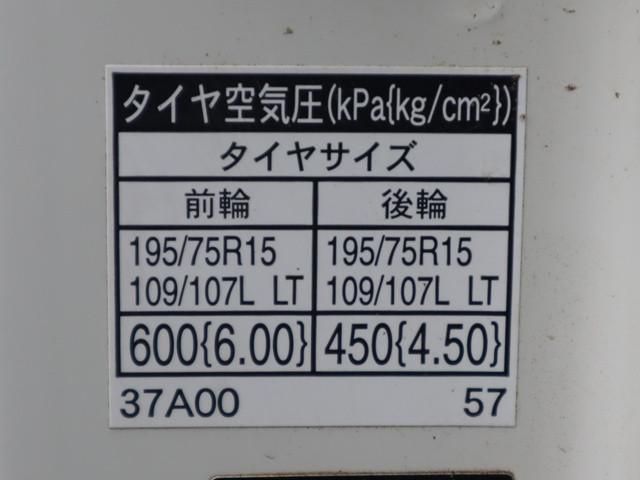 タイヤ空気圧(kPa{kg/cm²})
タイヤサイズ
前輪 後輪
195/75R15 195/75R15
109/107L LT 109/107L LT
600{6.00} 450{4.50}
37A00 57